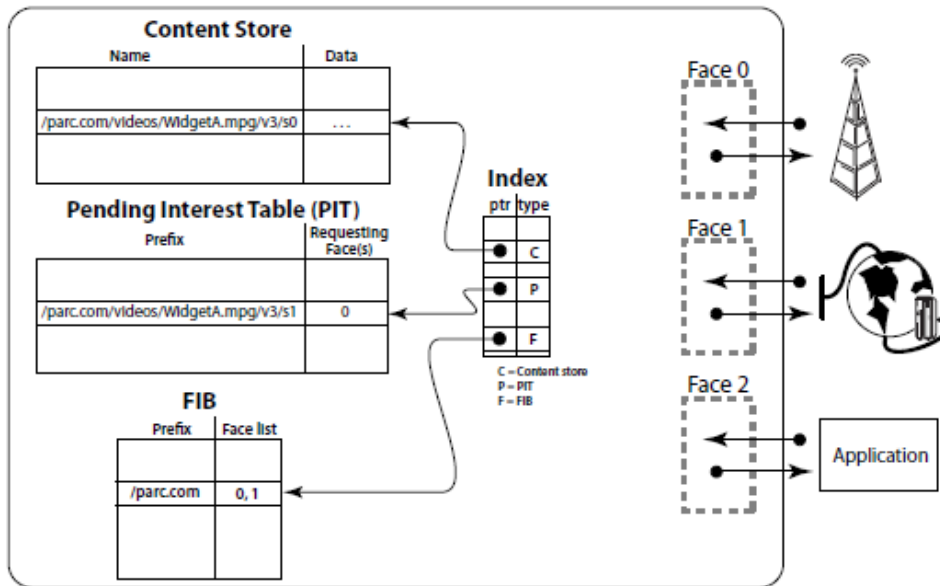 Content Store
Name Data
/parc.com/videos/WidgetA.mpg/v3/s0 ...
Pending Interest Table (PIT)
Prefix Requesting Face(s)
/parc.com/videos/WidgetA.mpg/v3/s1 0
FIB
Prefix Face list
/parc.com 0, 1
Index
ptr type
C
P
F
C = Content store
P = PIT
F = FIB
Face 0
Face 1
Face 2
Application